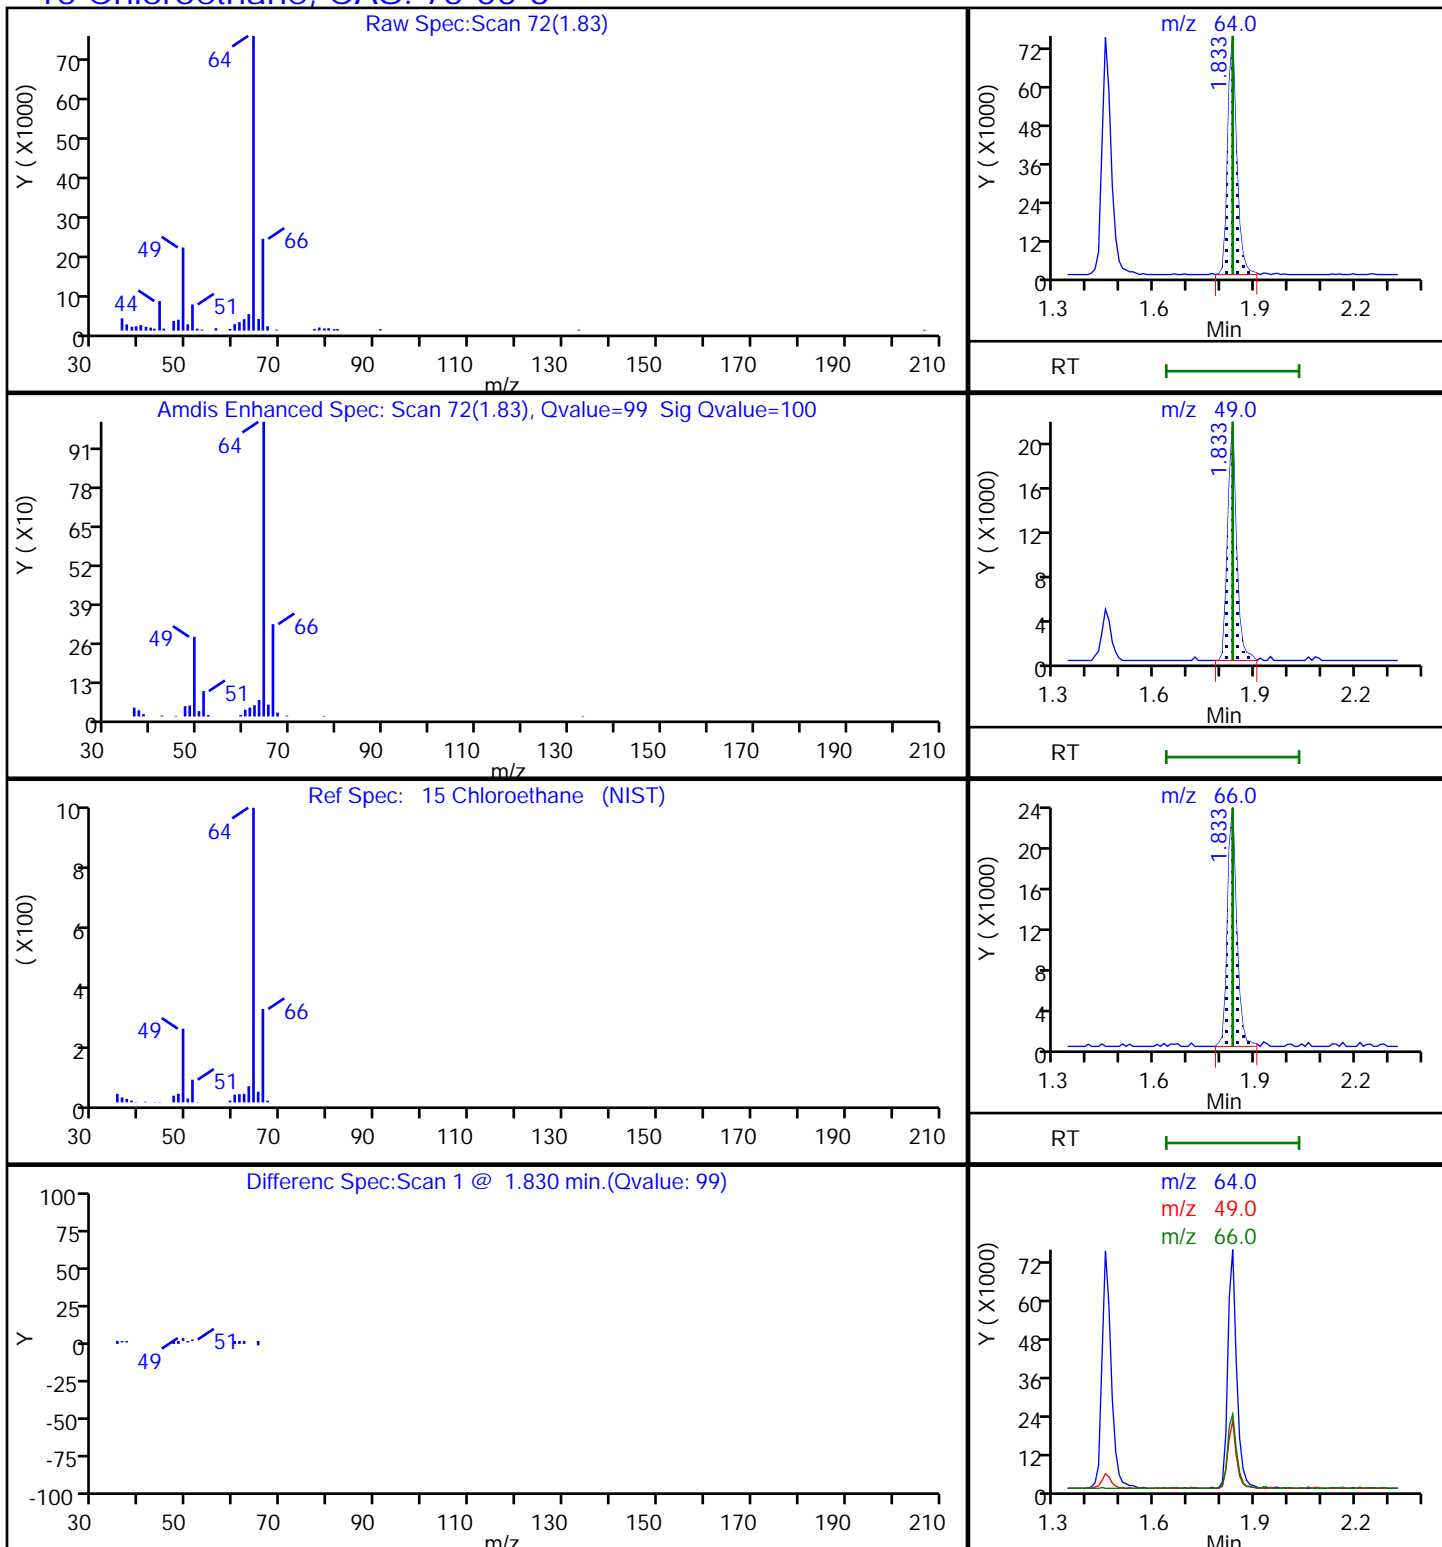 Raw Spec:Scan 72(1.83)
Y ( X1000)
70
60
50
40
30
20
10
0
64
49
66
44
51
30 50 70 90 110 130 150 170 190 210
m/z
m/z 64.0
Y ( X1000)
72
60
48
36
24
12
0
1.833
1.3 1.6 1.9 2.2
Min
RT
Amdis Enhanced Spec: Scan 72(1.83), Qvalue=99 Sig Qvalue=100
Y ( X10)
91
78
65
52
39
26
13
0
64
49
66
51
30 50 70 90 110 130 150 170 190 210
m/z
m/z 49.0
Y ( X1000)
20
16
12
8
4
0
1.833
1.3 1.6 1.9 2.2
Min
RT
Ref Spec: 15 Chloroethane (NIST)
( X100)
10
8
6
4
2
0
64
49
66
51
30 50 70 90 110 130 150 170 190 210
m/z 66.0
Y ( X1000)
24
20
16
12
8
4
0
1.833
1.3 1.6 1.9 2.2
Min
RT
Differenc Spec:Scan 1 @ 1.830 min.(Qvalue: 99)
Y
100
75
50
25
0
-25
-50
-75
-100
49
51
30 50 70 90 110 130 150 170 190 210
m/z
m/z 64.0
m/z 49.0
m/z 66.0
Y ( X1000)
72
60
48
36
24
12
0
1.3 1.6 1.9 2.2
Min